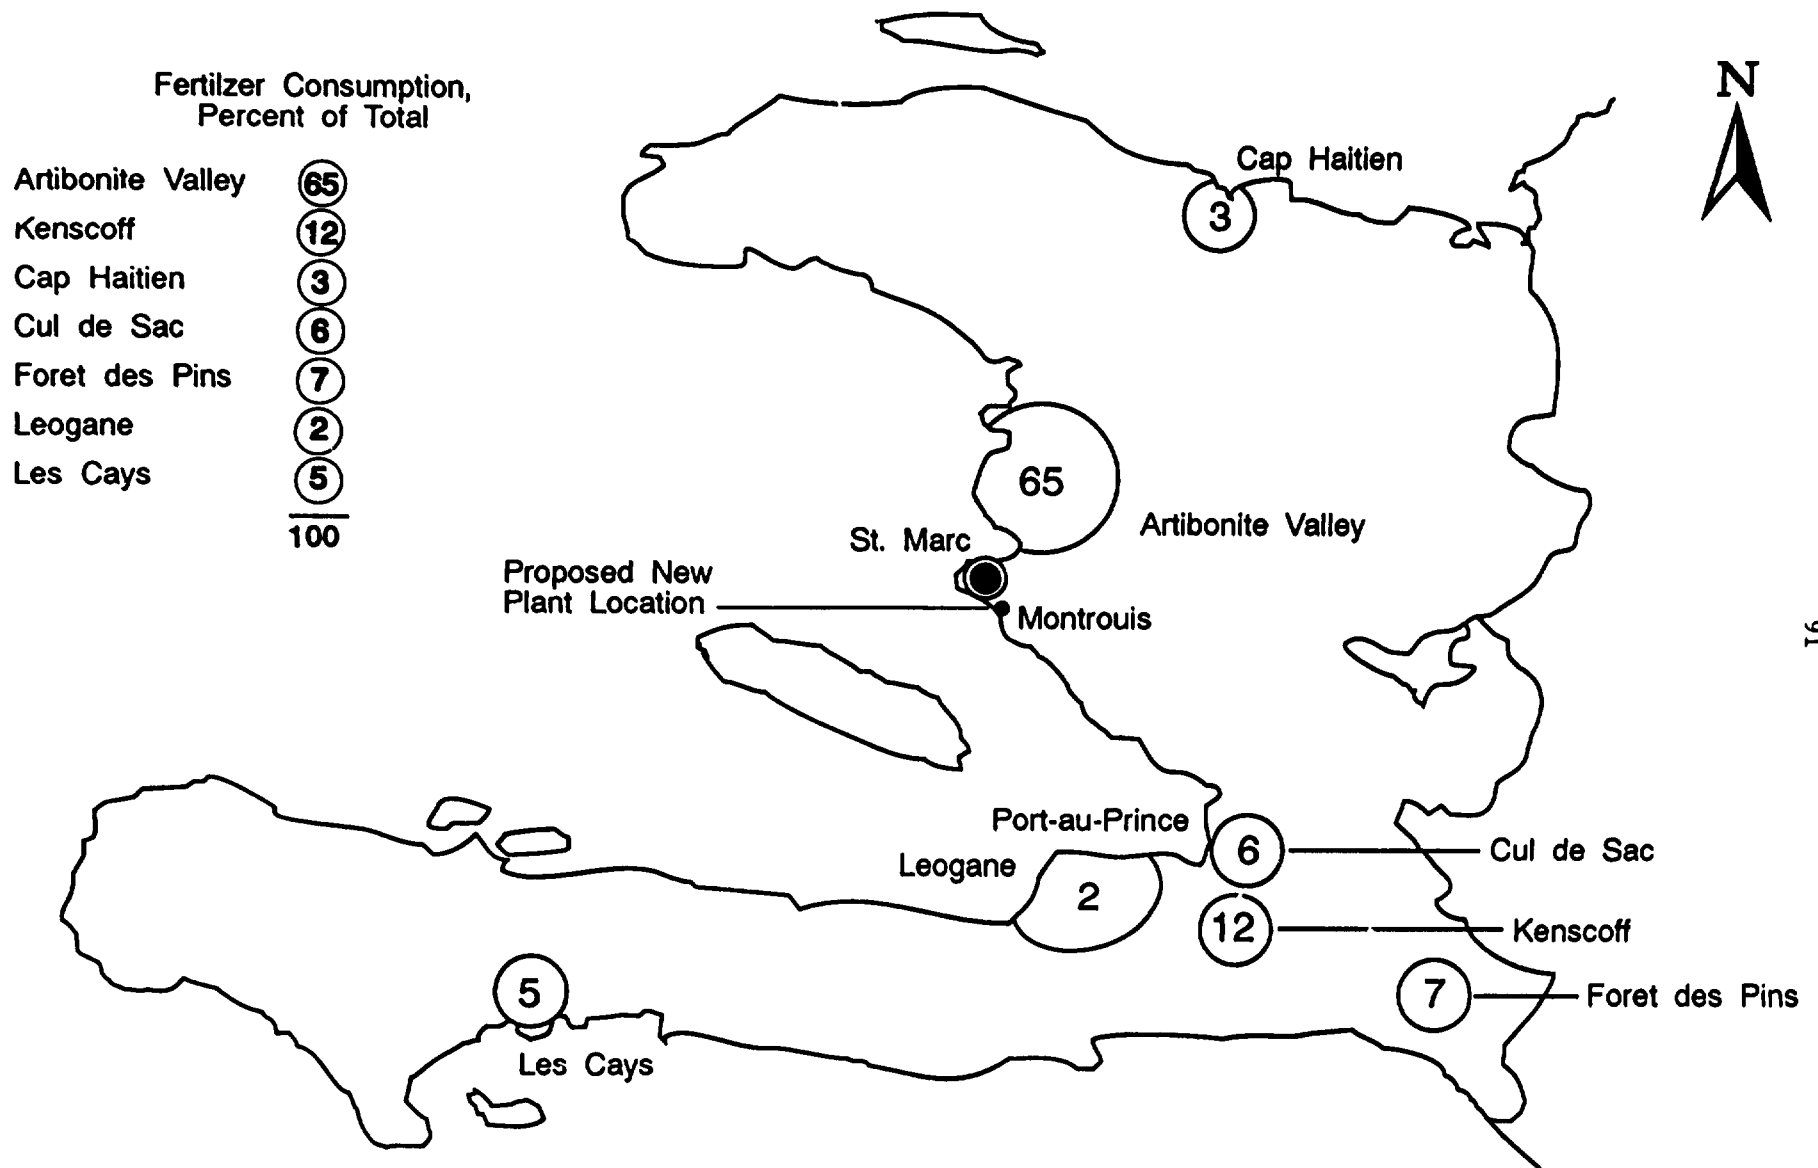 Fertilzer Consumption,
Percent of Total
Artibonite Valley 65
Kenscoff 12
Cap Haitien 3
Cul de Sac 6
Foret des Pins 7
Leogane 2
Les Cays 5
100
N
Cap Haitien
3
65
Artibonite Valley
St. Marc
Proposed New
Plant Location
Montrouis
16
Port-au-Prince
6
Cul de Sac
Leogane
2
12
Kenscoff
5
7
Foret des Pins
Les Cays